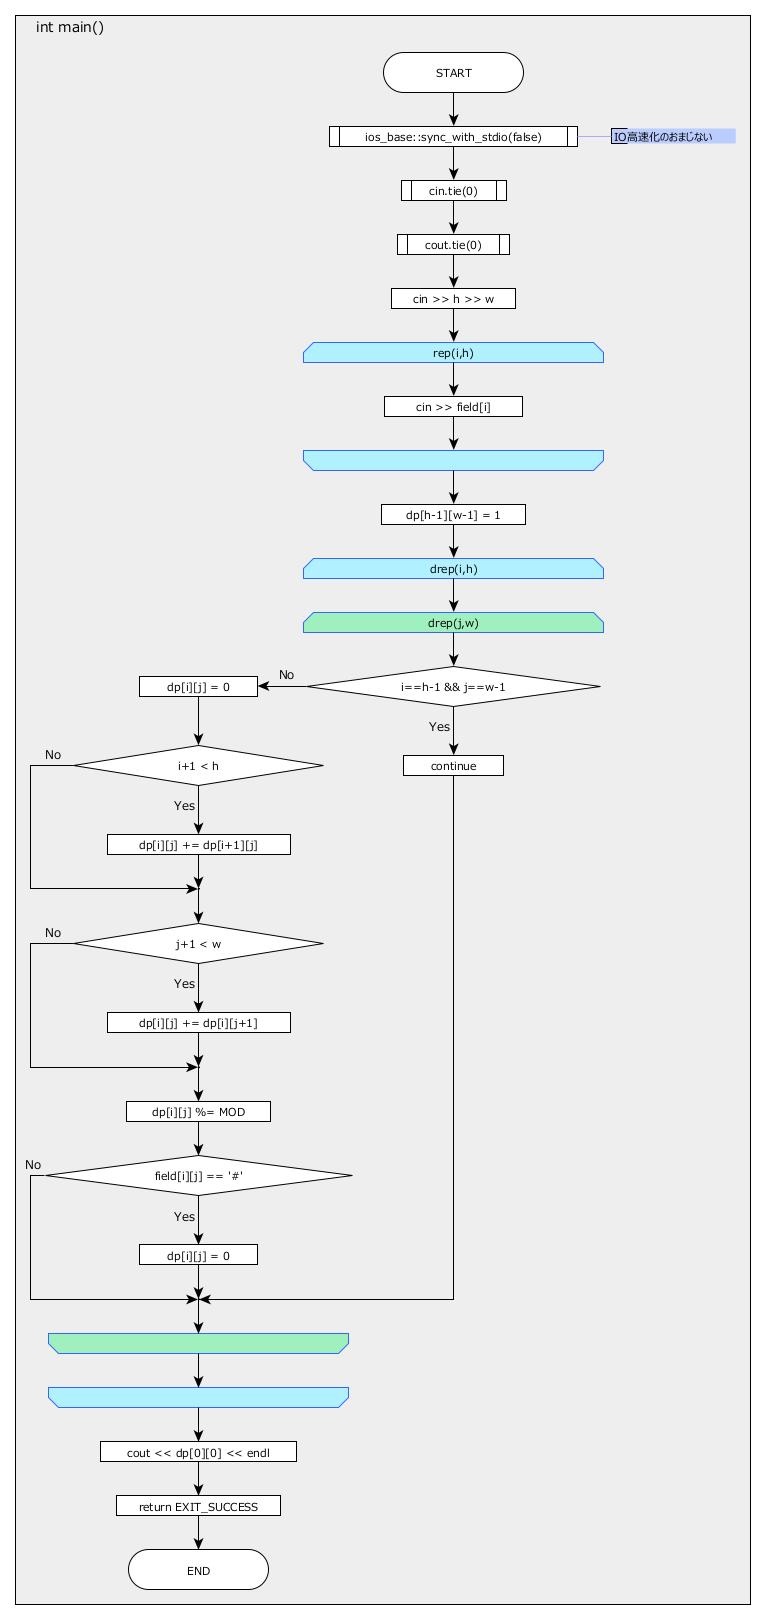 int main()
START
ios_base::sync_with_stdio(false)
IO高速化のおまじない
cin.tie(0)
cout.tie(0)
cin >> h >> w
rep(i,h)
cin >> field[i]
dp[h-1][w-1] = 1
drep(i,h)
drep(j,w)
i==h-1 && j==w-1
No
dp[i][j] = 0
Yes
continue
i+1 < h
No
Yes
dp[i][j] += dp[i+1][j]
j+1 < w
No
Yes
dp[i][j] += dp[i][j+1]
dp[i][j] %= MOD
field[i][j] == '#'
No
Yes
dp[i][j] = 0
cout << dp[0][0] << endl
return EXIT_SUCCESS
END